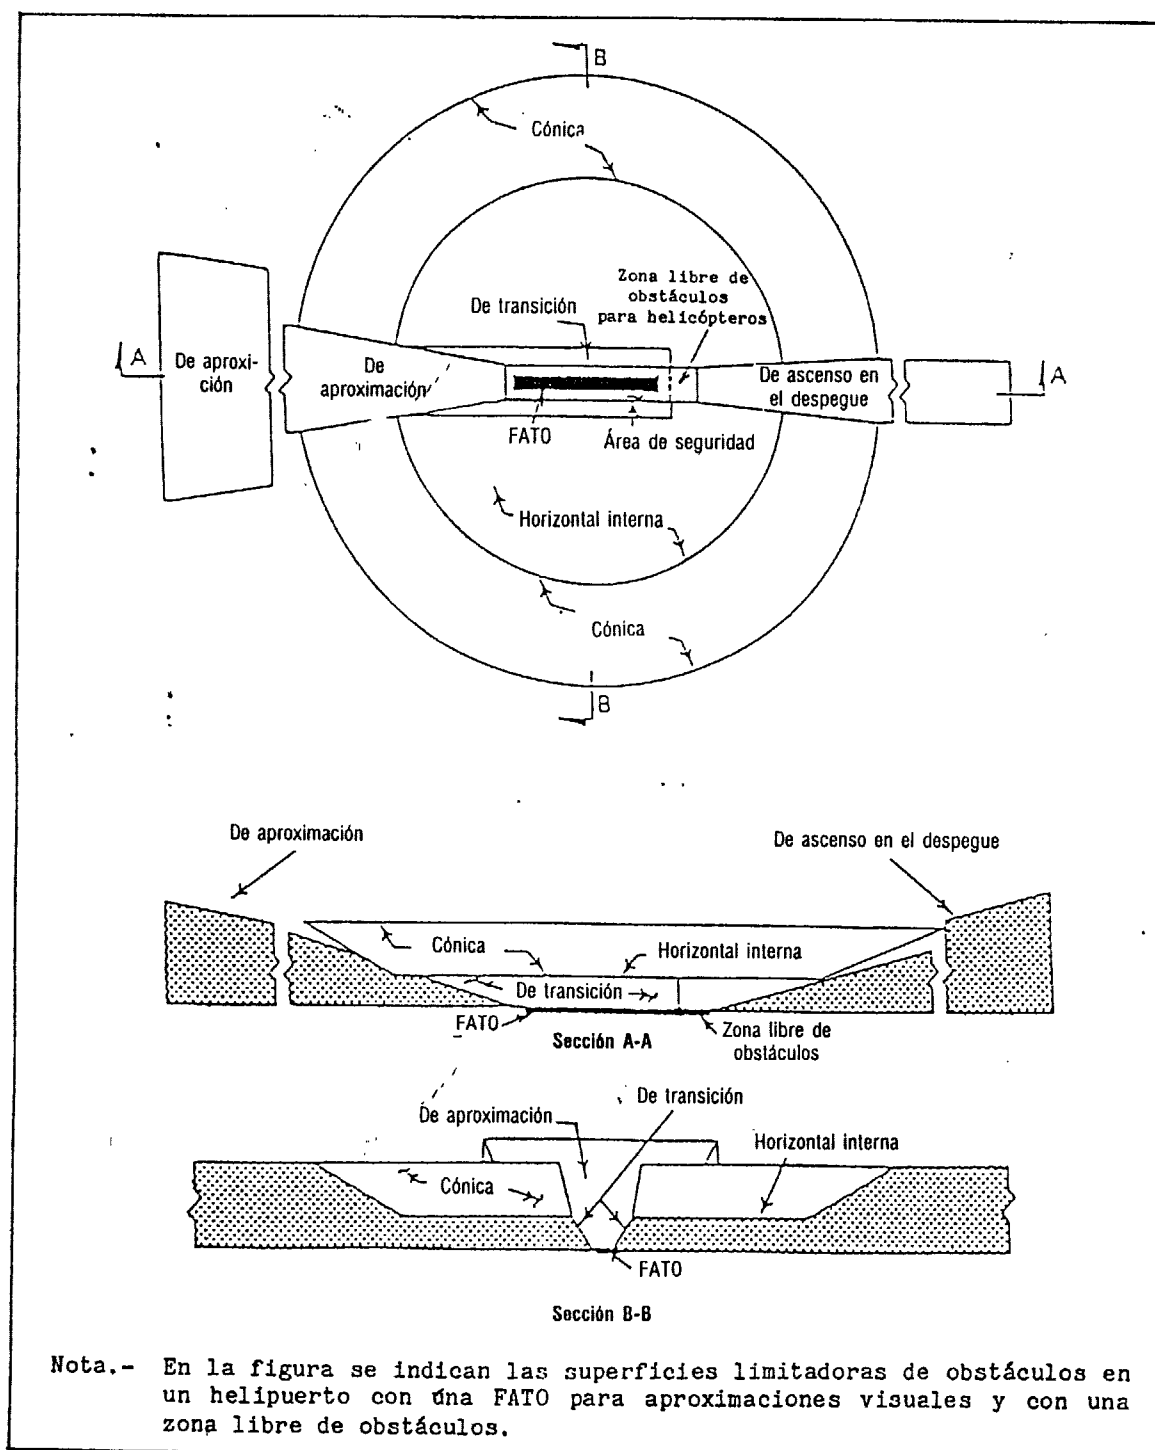 B
Cónica
Zona libre de
obstáculos
para helicópteros
De transición
A
De aproxi-
ción
De
aproximación
De ascenso en
el despegue
A
FATO
Área de seguridad
Horizontal interna
Cónica
B
De aproximación
De ascenso en el despegue
Cónica
Horizontal interna
De transición
FATO
Zona libre de
obstáculos
Sección A-A
De transición
De aproximación
Horizontal interna
Cónica
FATO
Sección B-B
Nota.- En la figura se indican las superficies limitadoras de obstáculos en
un helipuerto con una FATO para aproximaciones visuales y con una
zona libre de obstáculos.